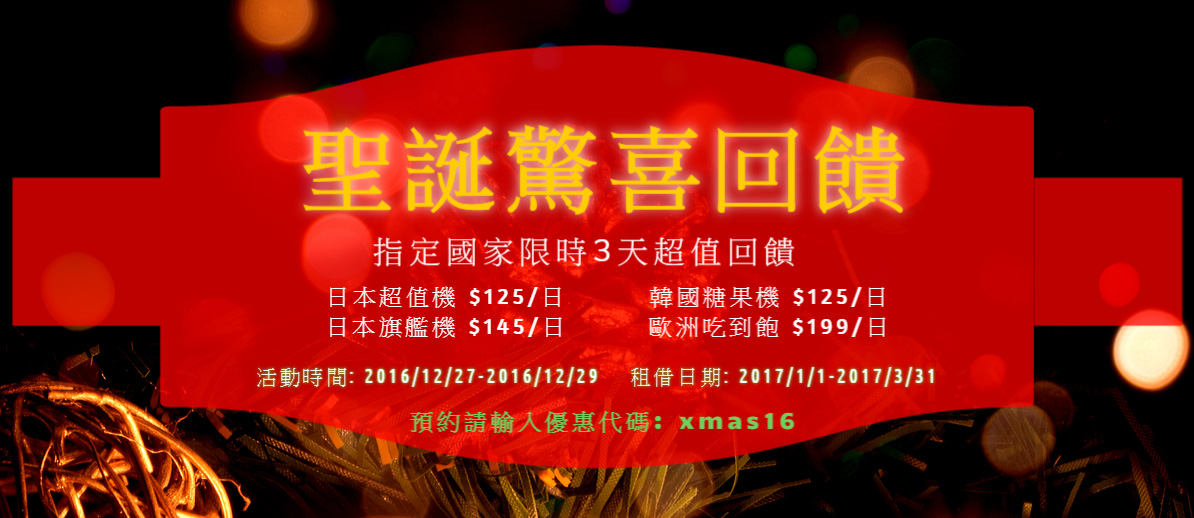 聖誕驚喜回饋
指定國家限時3天超值回饋
日本超值機 $125/日 韓國糖果機 $125/日
日本旗艦機 $145/日 歐洲吃到飽 $199/日
活動時間: 2016/12/27-2016/12/29 租借日期: 2017/1/1-2017/3/31
預約請輸入優惠代碼: xmas16